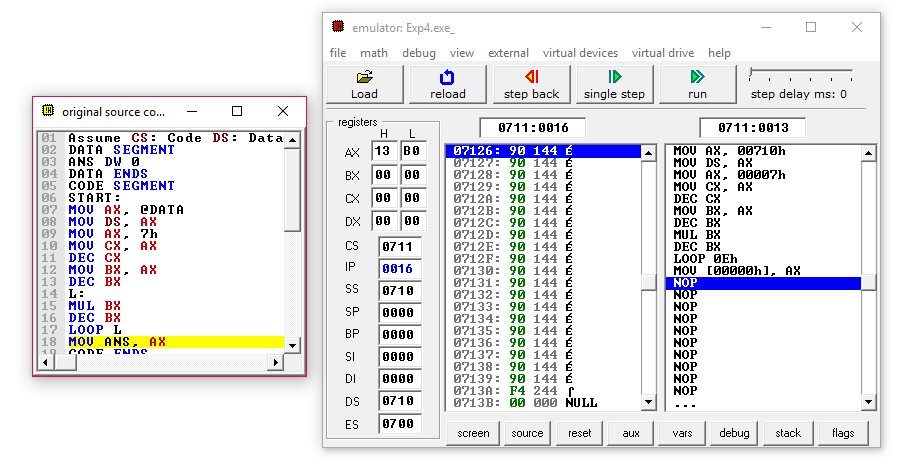 original source co...
01 Assume CS: Code DS: Data
02 DATA SEGMENT
03 ANS DW 0
04 DATA ENDS
05 CODE SEGMENT
06 START:
07 MOV AX, @DATA
08 MOV DS, AX
09 MOV AX, 7h
10 MOV CX, AX
11 DEC CX
12 MOV BX, AX
13 DEC BX
14 L:
15 MUL BX
16 DEC BX
17 LOOP L
18 MOV ANS, AX
19 CODE ENDS
emulator: Exp4.exe_
file math debug view external virtual devices virtual drive help
Load reload step back single step run step delay ms: 0
registers
H L
AX 13 B0
BX 00 00
CX 00 00
DX 00 00
CS 0711
IP 0016
SS 0710
SP 0000
BP 0000
SI 0000
DI 0000
DS 0710
ES 0700
0711:0016
07126: 90 144 É
07127: 90 144 É
07128: 90 144 É
07129: 90 144 É
0712A: 90 144 É
0712B: 90 144 É
0712C: 90 144 É
0712D: 90 144 É
0712E: 90 144 É
0712F: 90 144 É
07130: 90 144 É
07131: 90 144 É
07132: 90 144 É
07133: 90 144 É
07134: 90 144 É
07135: 90 144 É
07136: 90 144 É
07137: 90 144 É
07138: 90 144 É
07139: 90 144 É
0713A: F4 244 ⌠
0713B: 00 000 NULL
0711:0013
MOV AX, 00710h
MOV DS, AX
MOV AX, 00007h
MOV CX, AX
DEC CX
MOV BX, AX
DEC BX
MUL BX
DEC BX
LOOP 0Eh
MOV [00000h], AX
NOP
NOP
NOP
NOP
NOP
NOP
NOP
NOP
NOP
NOP
...
screen source reset aux vars debug stack flags